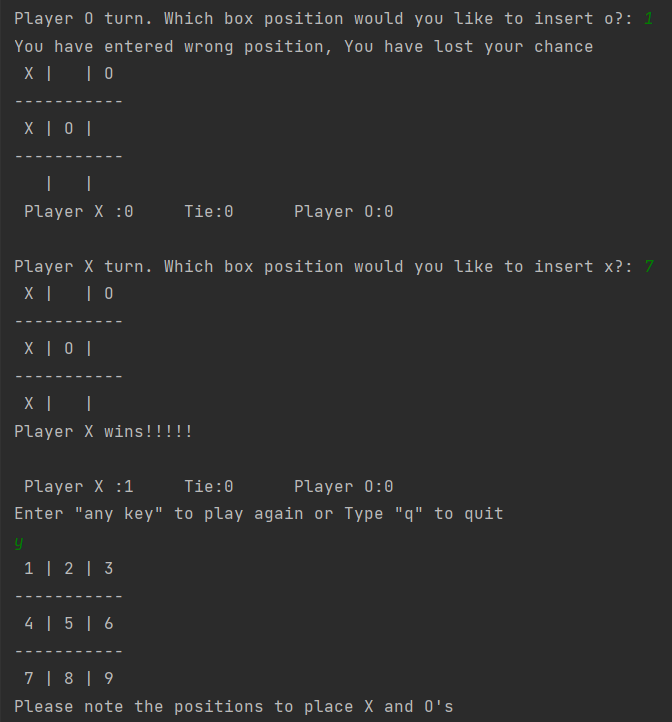 Player O turn. Which box position would you like to insert o?: 1
You have entered wrong position, You have lost your chance
 X |   | O
-----------
 X | O |
-----------
   |   |
 Player X :0     Tie:0      Player O:0

Player X turn. Which box position would you like to insert x?: 7
 X |   | O
-----------
 X | O |
-----------
 X |   |
Player X wins!!!!!

 Player X :1     Tie:0      Player O:0
Enter "any key" to play again or Type "q" to quit
y
 1 | 2 | 3
-----------
 4 | 5 | 6
-----------
 7 | 8 | 9
Please note the positions to place X and O's